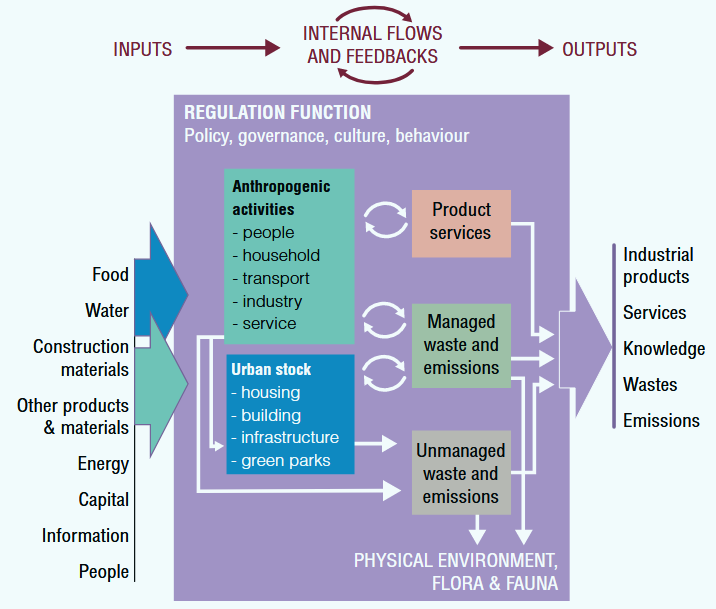 INPUTS
INTERNAL FLOWS
AND FEEDBACKS
OUTPUTS
REGULATION FUNCTION
Policy, governance, culture, behaviour
Anthropogenic
activities
- people
- household
- transport
- industry
- service
Product
services
Managed
waste and
emissions
Urban stock
- housing
- building
- infrastructure
- green parks
Unmanaged
waste and
emissions
PHYSICAL ENVIRONMENT,
FLORA & FAUNA
Food
Water
Construction
materials
Other products
& materials
Energy
Capital
Information
People
Industrial
products
Services
Knowledge
Wastes
Emissions